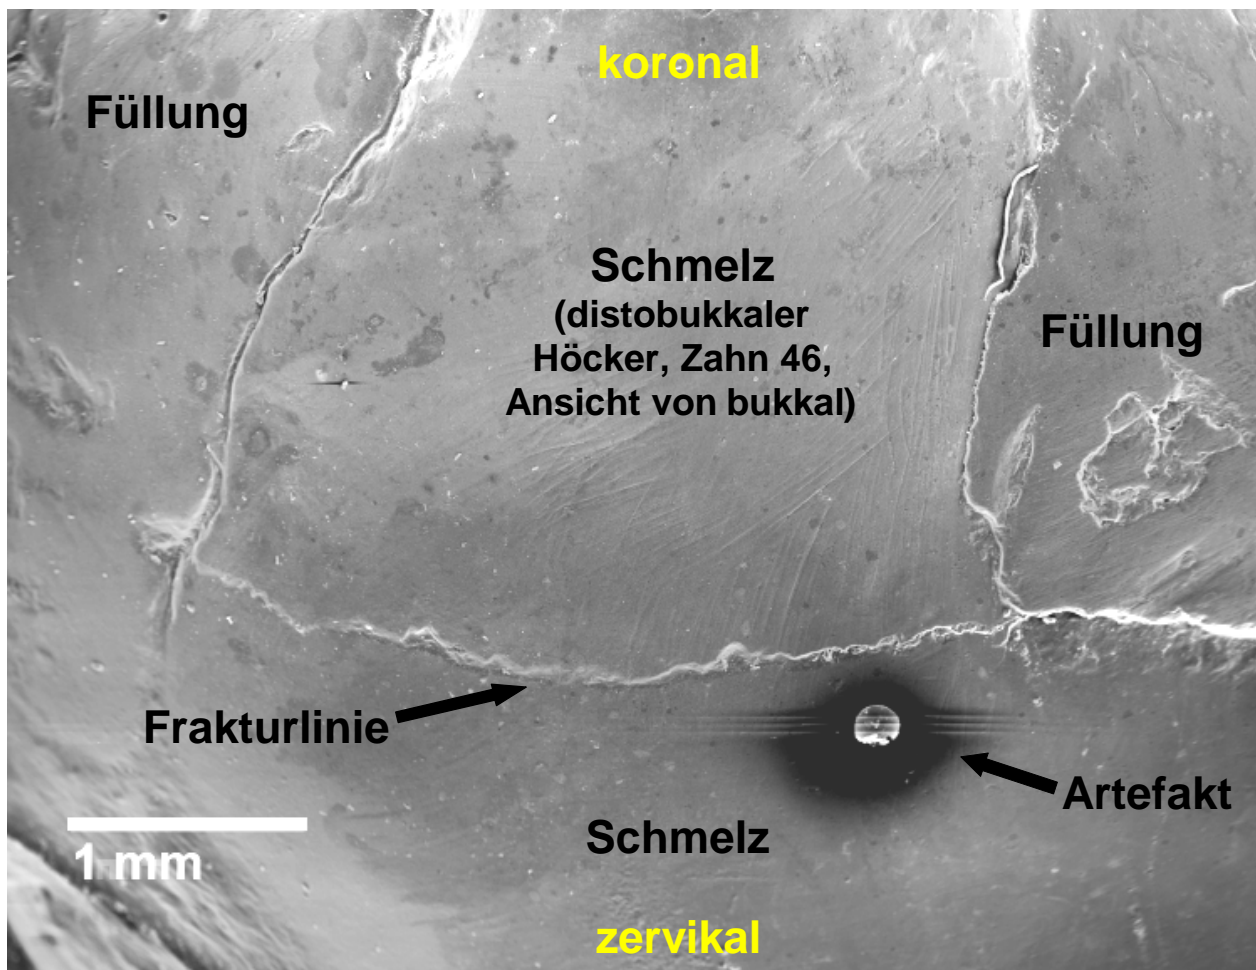 koronal
Füllung
Schmelz
(distobukkaler
Höcker, Zahn 46,
Ansicht von bukkal)
Füllung
Frakturlinie
Artefakt
1 mm
Schmelz
zervikal